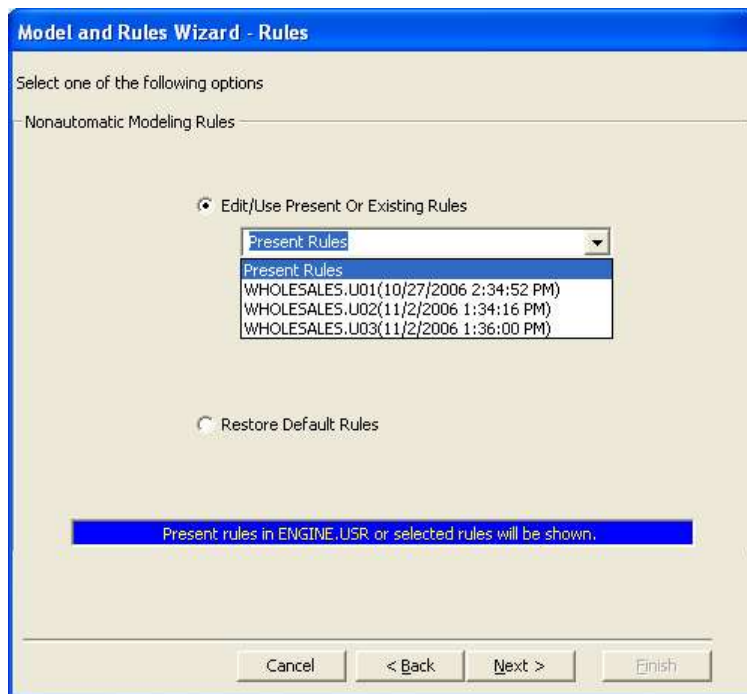 Model and Rules Wizard - Rules
Select one of the following options
Nonautomatic Modeling Rules
Edit/Use Present Or Existing Rules
Present Rules
Present Rules
WHOLESALES.U01(10/27/2006 2:34:52 PM)
WHOLESALES.U02(11/2/2006 1:34:16 PM)
WHOLESALES.U03(11/2/2006 1:36:00 PM)
Restore Default Rules
Present rules in ENGINE.USR or selected rules will be shown.
Cancel < Back Next > Finish